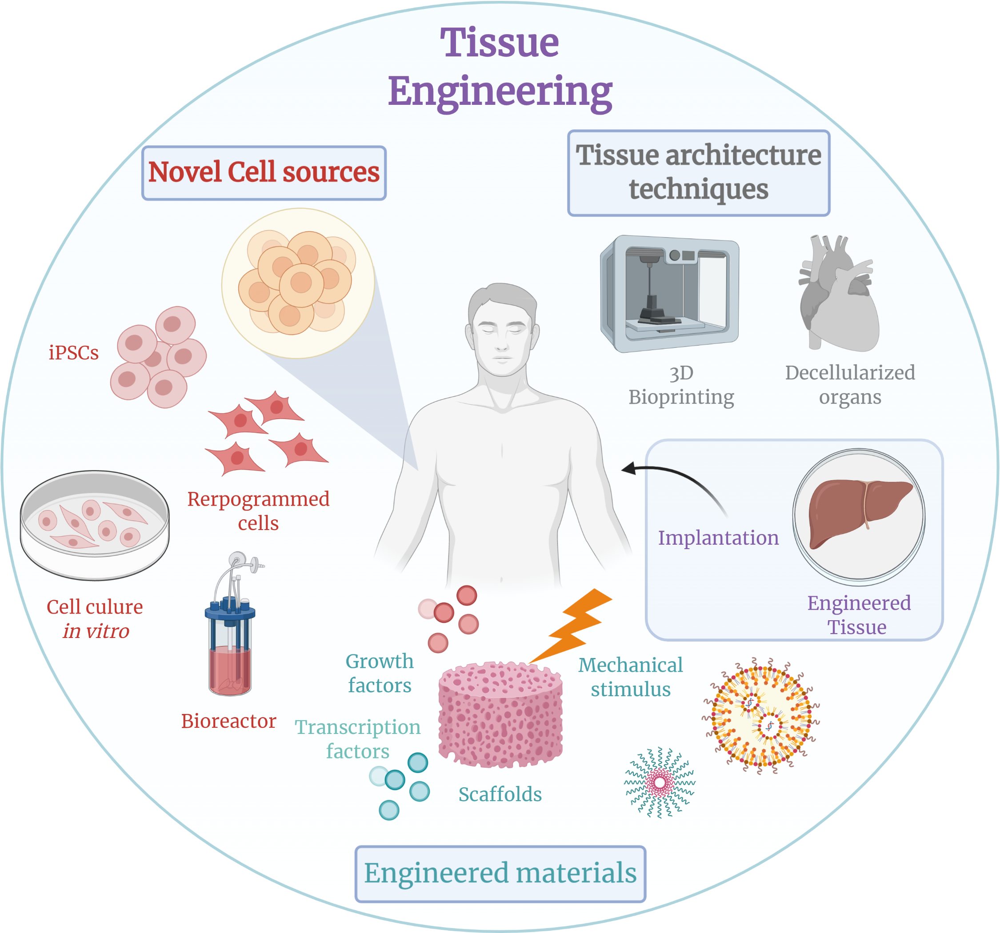 Tissue
Engineering
Novel Cell sources
Tissue architecture
techniques
iPSCs
3D
Bioprinting
Decellularized
organs
Rerpogrammed
cells
Implantation
Cell culure
in vitro
Engineered
Tissue
Growth
factors
Mechanical
stimulus
Bioreactor
Transcription
factors
Scaffolds
Engineered materials